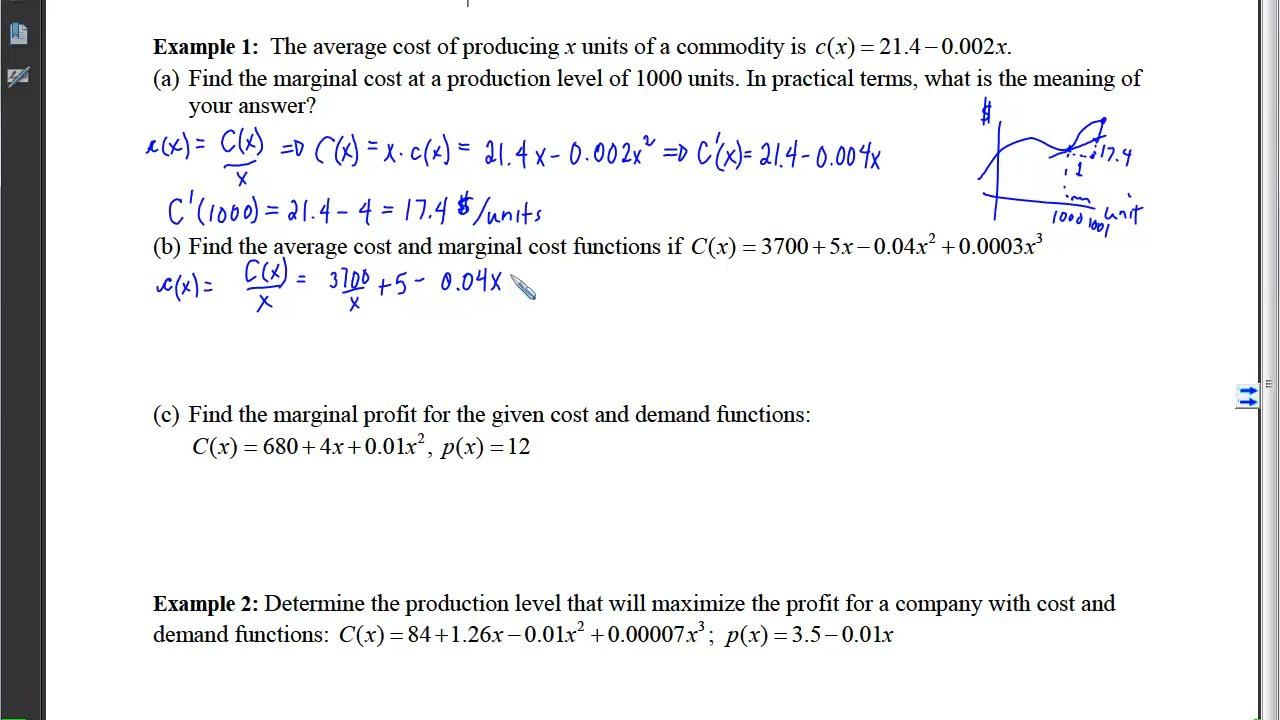 Example 1: The average cost of producing x units of a commodity is c(x) = 21.4 − 0.002x.
(a) Find the marginal cost at a production level of 1000 units. In practical terms, what is the meaning of
your answer?
$
c(x) = C(x)/x ⇒ C(x) = x · c(x) = 21.4x − 0.002x² ⇒ C'(x) = 21.4 − 0.004x
17.4
1
C'(1000) = 21.4 − 4 = 17.4 $/units
1000 1001 unit
(b) Find the average cost and marginal cost functions if C(x) = 3700 + 5x − 0.04x² + 0.0003x³
c(x) = C(x)/x = 3700/x + 5 − 0.04x
(c) Find the marginal profit for the given cost and demand functions:
C(x) = 680 + 4x + 0.01x², p(x) = 12
Example 2: Determine the production level that will maximize the profit for a company with cost and
demand functions: C(x) = 84 + 1.26x − 0.01x² + 0.00007x³; p(x) = 3.5 − 0.01x